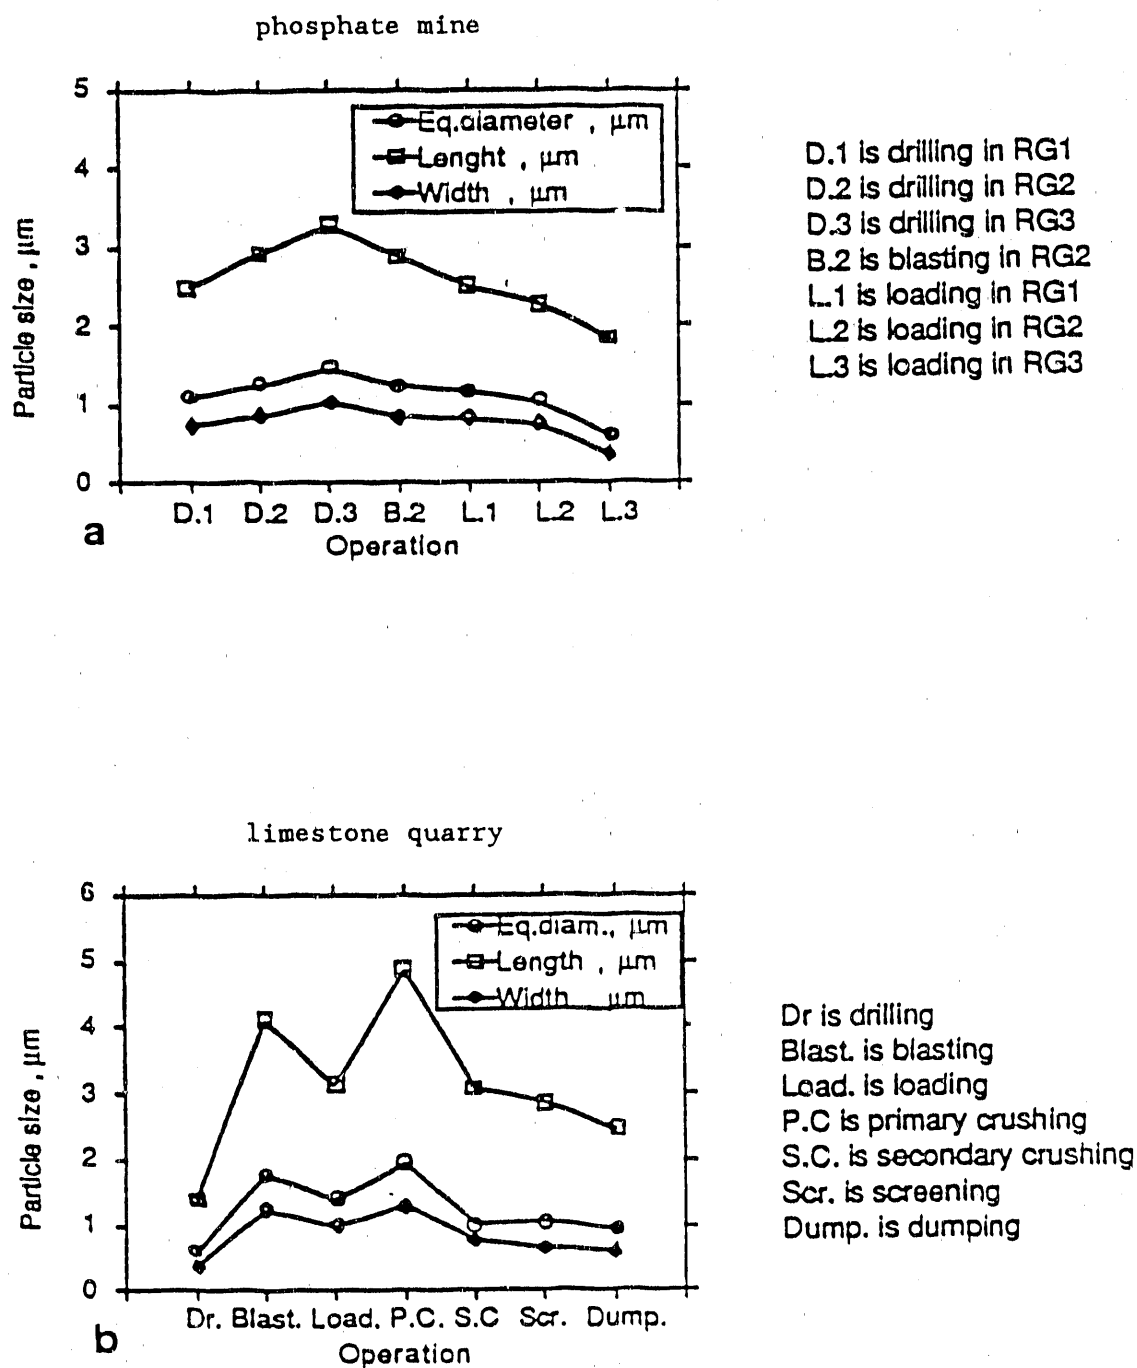 phosphate mine
5
4
3
2
1
0
Particle size , µm
Eq.diameter , µm
Lenght , µm
Width , µm
D.1 D.2 D.3 B.2 L.1 L.2 L.3
Operation
a
D.1 is drilling in RG1
D.2 is drilling in RG2
D.3 is drilling in RG3
B.2 is blasting in RG2
L.1 is loading in RG1
L.2 is loading in RG2
L.3 is loading in RG3
limestone quarry
6
5
4
3
2
1
0
Particle size , µm
Eq.diam., µm
Length , µm
Width µm
Dr. Blast. Load. P.C. S.C Scr. Dump.
Operation
b
Dr is drilling
Blast. is blasting
Load. is loading
P.C is primary crushing
S.C. is secondary crushing
Scr. is screening
Dump. is dumping